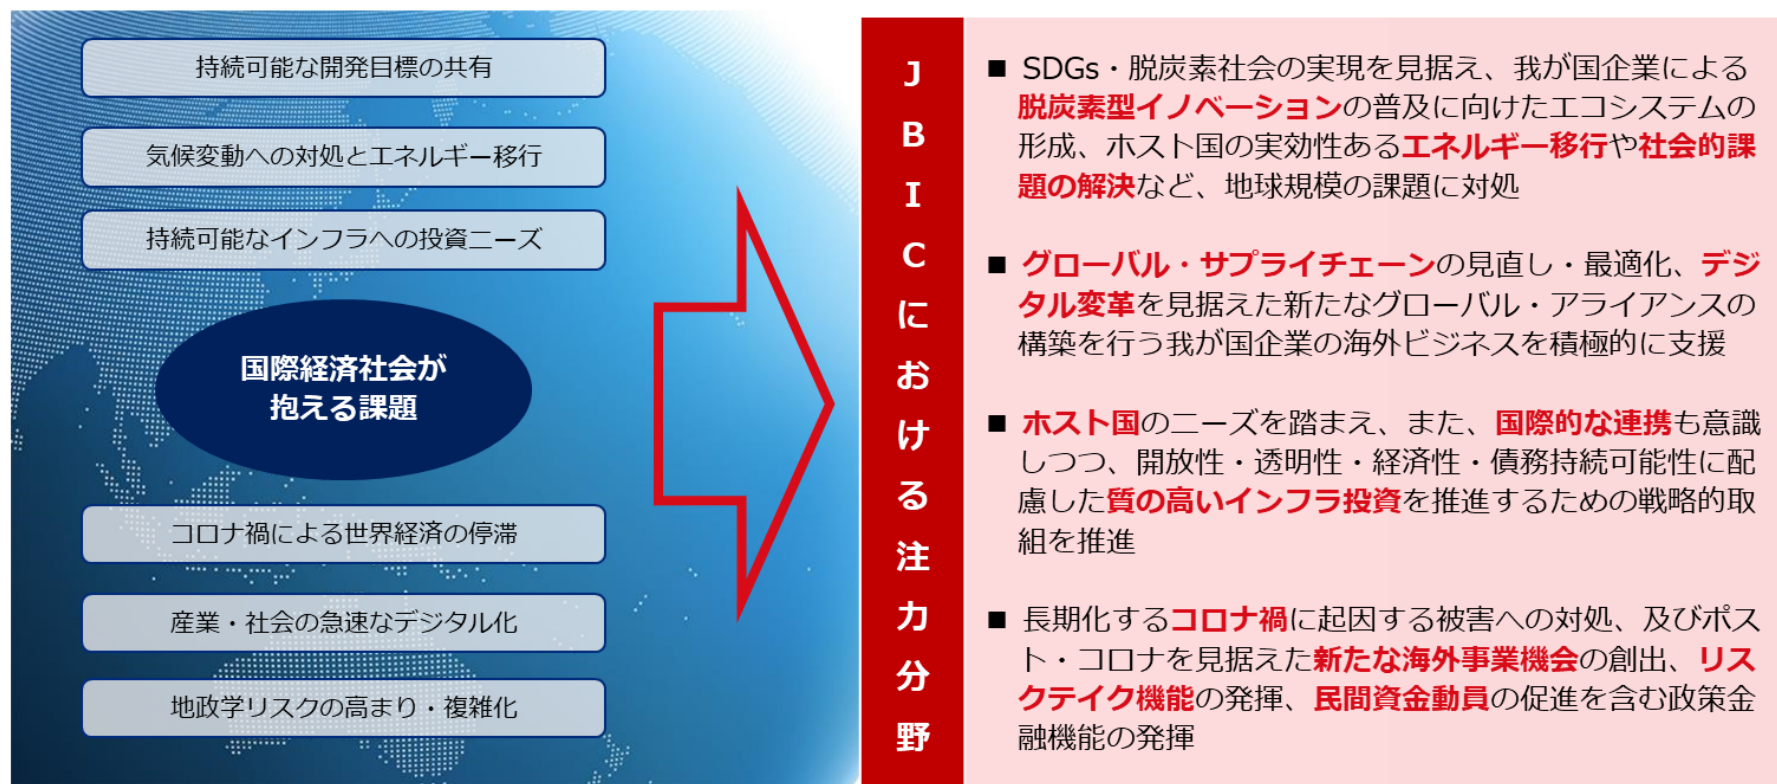 持続可能な開発目標の共有
気候変動への対処とエネルギー移行
持続可能なインフラへの投資ニーズ
国際経済社会が
抱える課題
コロナ禍による世界経済の停滞
産業・社会の急速なデジタル化
地政学リスクの高まり・複雑化
JBICにおける注力分野
■ SDGs・脱炭素社会の実現を見据え、我が国企業による
脱炭素型イノベーションの普及に向けたエコシステムの
形成、ホスト国の実効性あるエネルギー移行や社会的課
題の解決など、地球規模の課題に対処
■ グローバル・サプライチェーンの見直し・最適化、デジ
タル変革を見据えた新たなグローバル・アライアンスの
構築を行う我が国企業の海外ビジネスを積極的に支援
■ ホスト国のニーズを踏まえ、また、国際的な連携も意識
しつつ、開放性・透明性・経済性・債務持続可能性に配
慮した質の高いインフラ投資を推進するための戦略的取
組を推進
■ 長期化するコロナ禍に起因する被害への対処、及びポス
ト・コロナを見据えた新たな海外事業機会の創出、リス
クテイク機能の発揮、民間資金動員の促進を含む政策金
融機能の発揮